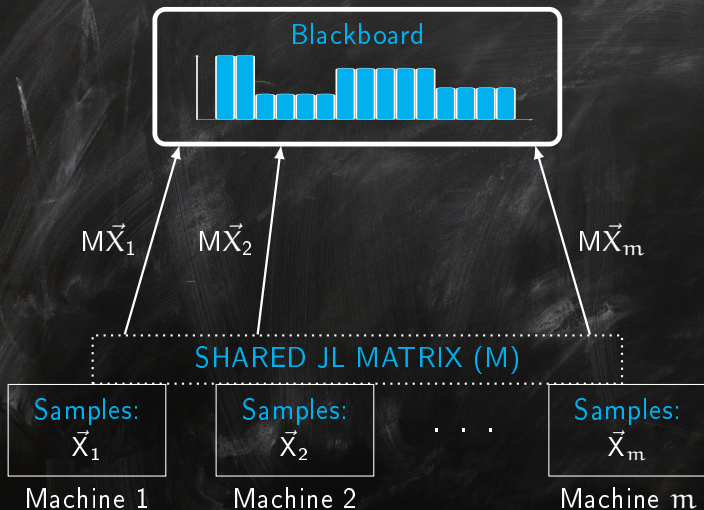 Blackboard
MX⃗₁ MX⃗₂ MX⃗ₘ
SHARED JL MATRIX (M)
Samples: Samples: Samples:
X⃗₁ X⃗₂ . . . X⃗ₘ
Machine 1 Machine 2 Machine m